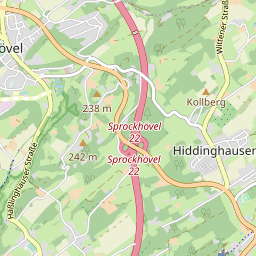 övel
Wittener Straße
238 m
Kollberg
Sprockhövel
22
Hiddinghausen
242 m
Sprockhövel
22
Haßlinghauser Straße